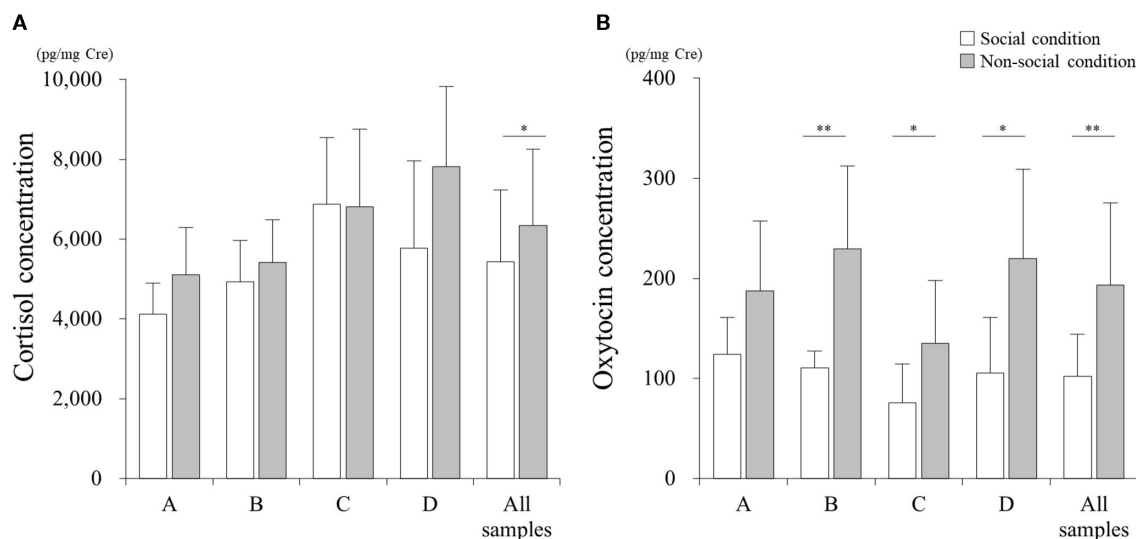 A
(pg/mg Cre)
Cortisol concentration
10,000
8,000
6,000
4,000
2,000
0
*
A B C D All
samples
B
(pg/mg Cre)
Social condition
Non-social condition
Oxytocin concentration
400
300
200
100
0
** * * **
A B C D All
samples